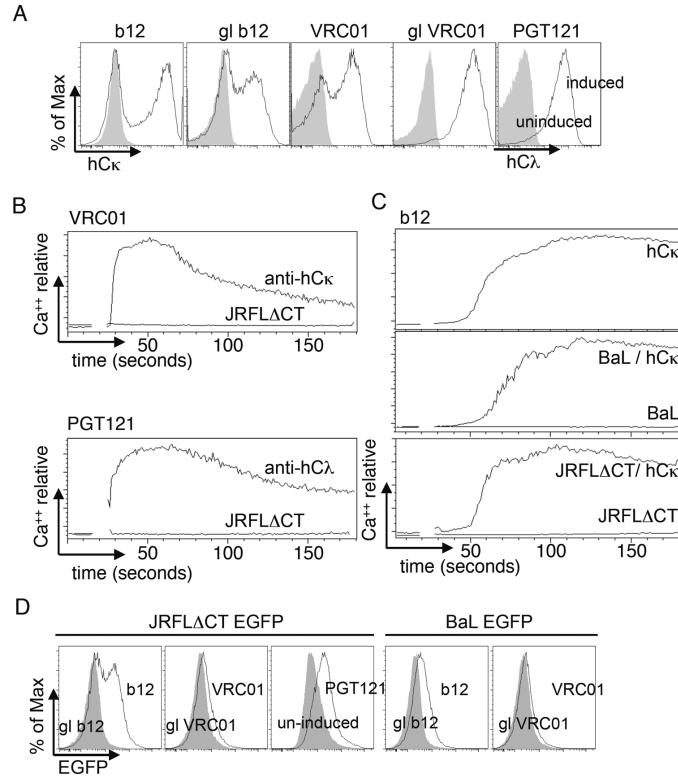 A
b12
gl b12
VRC01
gl VRC01
PGT121
% of Max
induced
uninduced
hCκ
hCλ
B
VRC01
Ca++ relative
anti-hCκ
JRFLΔCT
50
100
150
time (seconds)
PGT121
Ca++ relative
anti-hCλ
JRFLΔCT
50
100
150
time (seconds)
C
b12
hCκ
BaL / hCκ
BaL
Ca++ relative
JRFLΔCT/ hCκ
JRFLΔCT
50
100
150
time (seconds)
D
JRFLΔCT EGFP
BaL EGFP
% of Max
b12
gl b12
VRC01
gl VRC01
PGT121
un-induced
b12
gl b12
VRC01
gl VRC01
EGFP